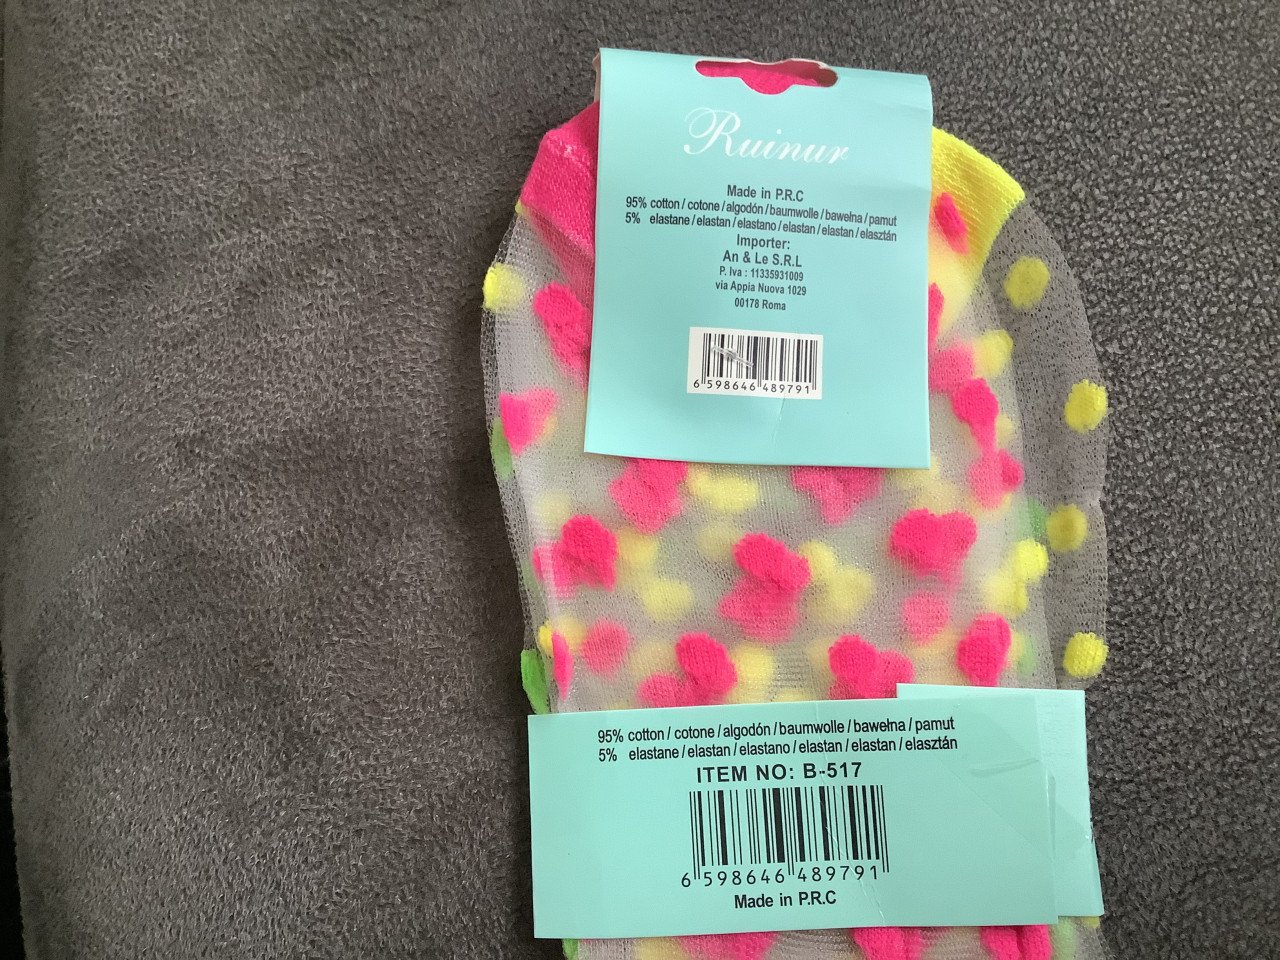 Ruinur
Made in P.R.C
95% cotton / cotone / algodón / baumwolle / bawełna / pamut
5% elastane / elastan / elastano / elastan / elastan / elasztán
Importer:
An & Le S.R.L
P. Iva : 11335931009
via Appia Nuova 1029
00178 Roma
6 598646 489791
95% cotton / cotone / algodón / baumwolle / bawełna / pamut
5% elastane / elastan / elastano / elastan / elastan / elasztán
ITEM NO: B-517
6 598646 489791
Made in P.R.C